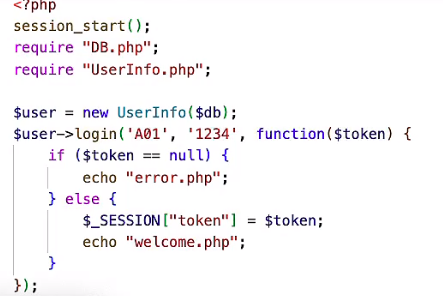 <?php
session_start();
require "DB.php";
require "UserInfo.php";

$user = new UserInfo($db);
$user->login('A01', '1234', function($token) {
    if ($token == null) {
        echo "error.php";
    } else {
        $_SESSION["token"] = $token;
        echo "welcome.php";
    }
});